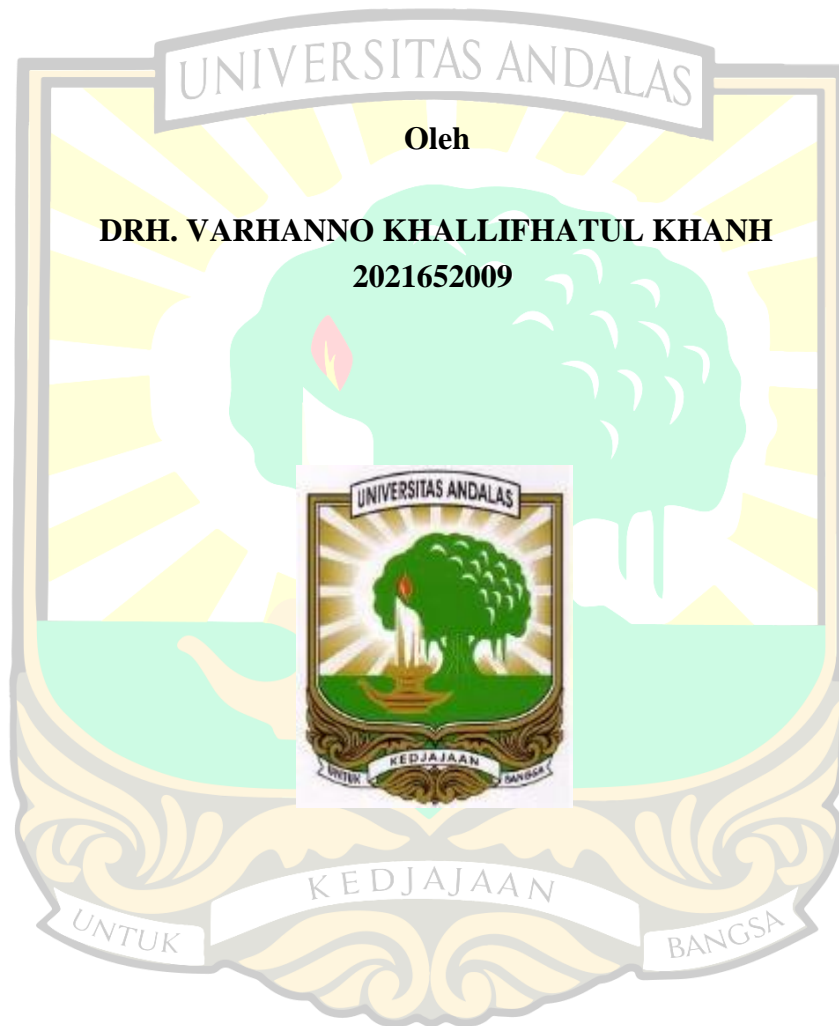 UNIVERSITAS ANDALAS
Oleh
DRH. VARHANNO KHALLIFHATUL KHANH
2021652009
UNIVERSITAS ANDALAS
UNTUK KEDJAJAAN BANGSA
UNTUK KEDJAJAAN BANGSA